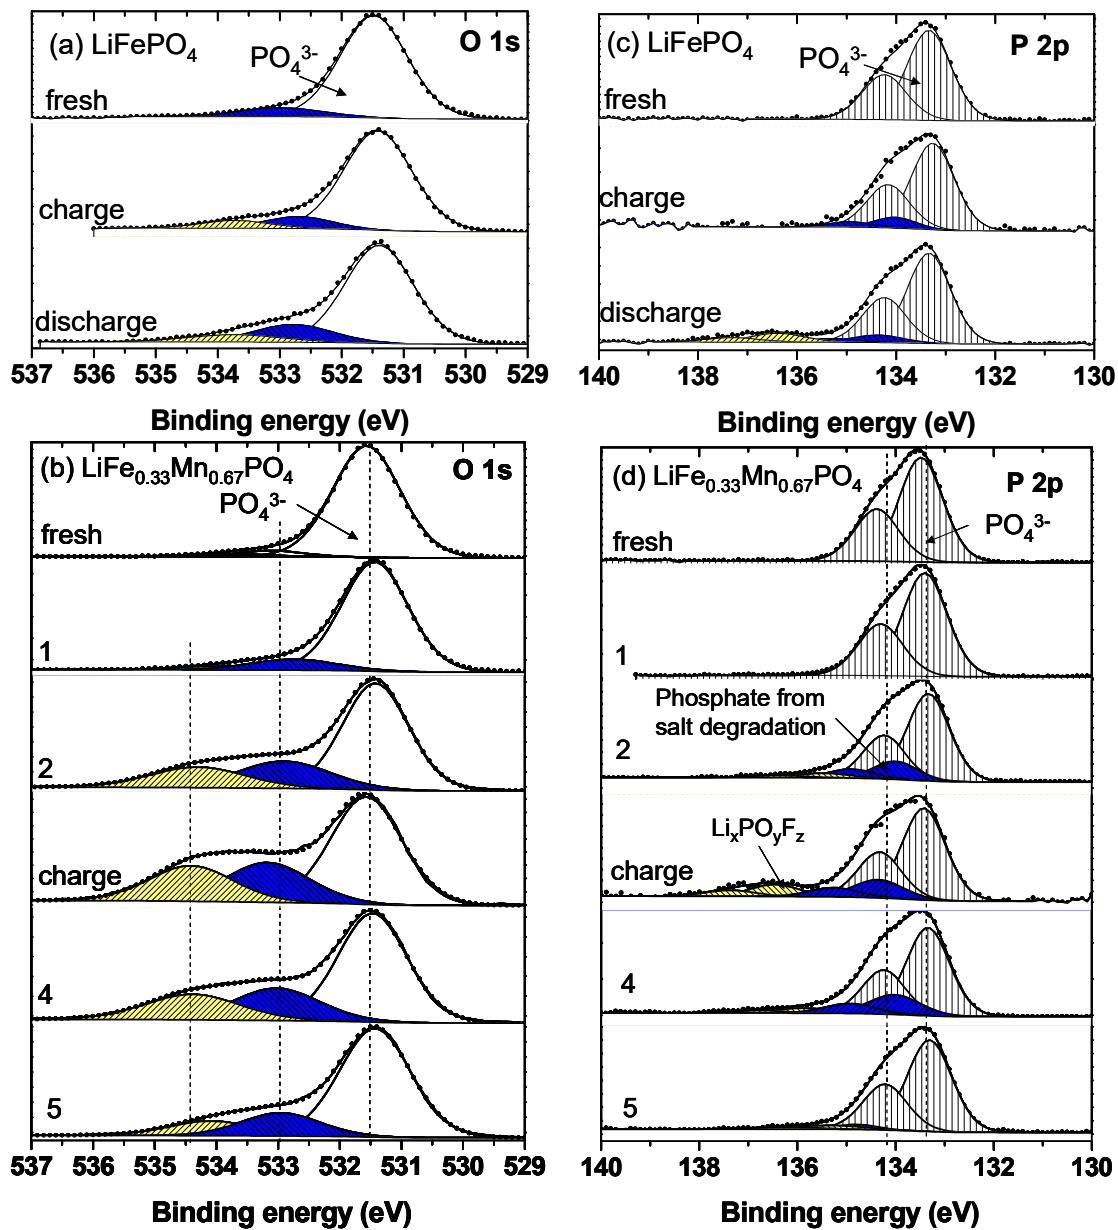 (a) LiFePO₄ O 1s
PO₄³⁻
fresh
charge
discharge
537 536 535 534 533 532 531 530 529
Binding energy (eV)
(c) LiFePO₄ P 2p
PO₄³⁻
fresh
charge
discharge
140 138 136 134 132 130
Binding energy (eV)
(b) LiFe₀.₃₃Mn₀.₆₇PO₄ O 1s
PO₄³⁻
fresh
1
2
charge
4
5
537 536 535 534 533 532 531 530 529
Binding energy (eV)
(d) LiFe₀.₃₃Mn₀.₆₇PO₄ P 2p
PO₄³⁻
fresh
1
Phosphate from
salt degradation
2
LiₓPOᵧF𝓏
charge
4
5
140 138 136 134 132 130
Binding energy (eV)